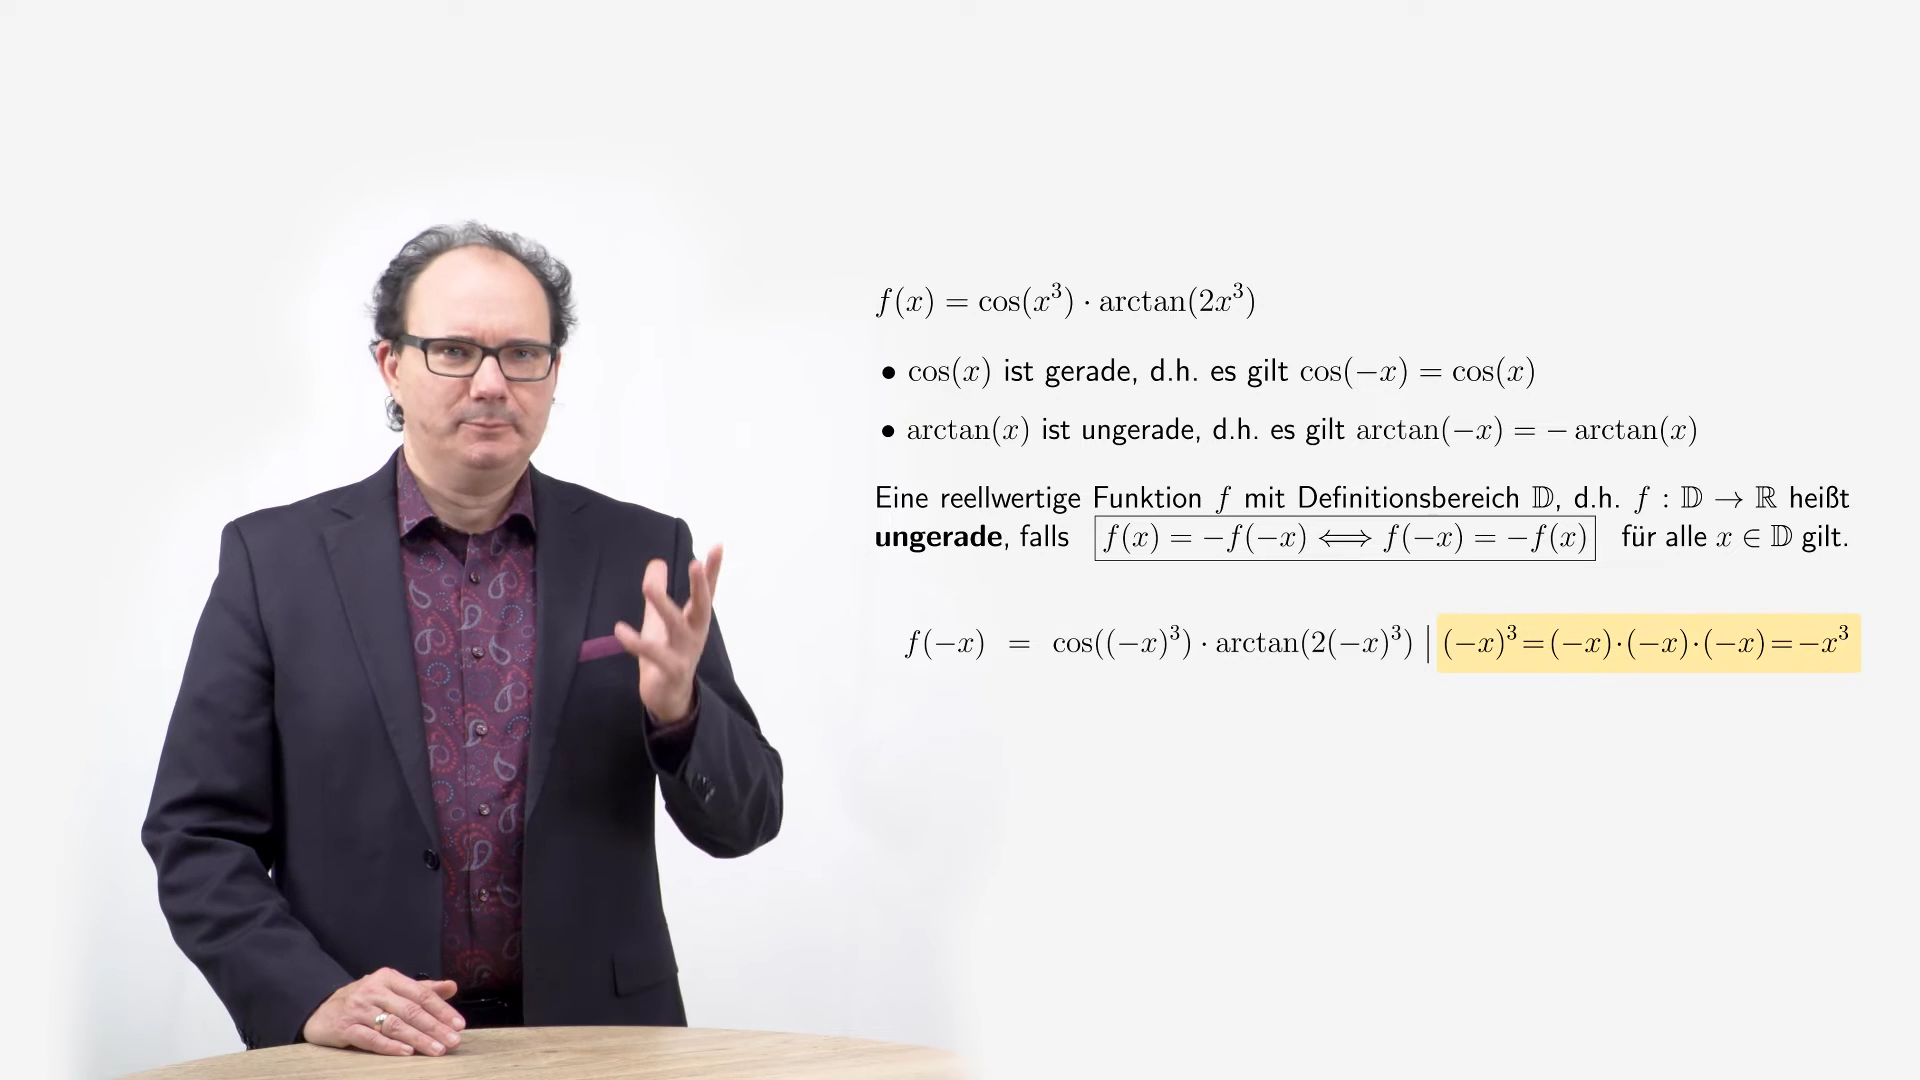 f(x) = cos(x³) · arctan(2x³)
• cos(x) ist gerade, d.h. es gilt cos(−x) = cos(x)
• arctan(x) ist ungerade, d.h. es gilt arctan(−x) = − arctan(x)
Eine reellwertige Funktion f mit Definitionsbereich 𝔻, d.h. f : 𝔻 → ℝ heißt
ungerade, falls f(x) = −f(−x) ⟺ f(−x) = −f(x) für alle x ∈ 𝔻 gilt.
f(−x) = cos((−x)³) · arctan(2(−x)³) | (−x)³=(−x)·(−x)·(−x)=−x³